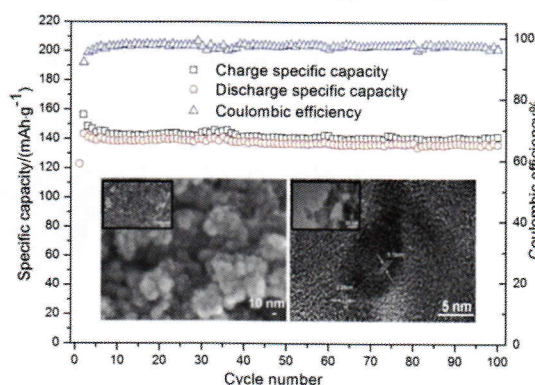 220
200
180
160
140
120
100
80
60
40
20
0
Specific capacity/(mAh·g⁻¹)
□ Charge specific capacity
○ Discharge specific capacity
△ Coulombic efficiency
10 nm
5 nm
100
80
60
40
20
0
Coulombic efficiency/%
0 10 20 30 40 50 60 70 80 90 100
Cycle number